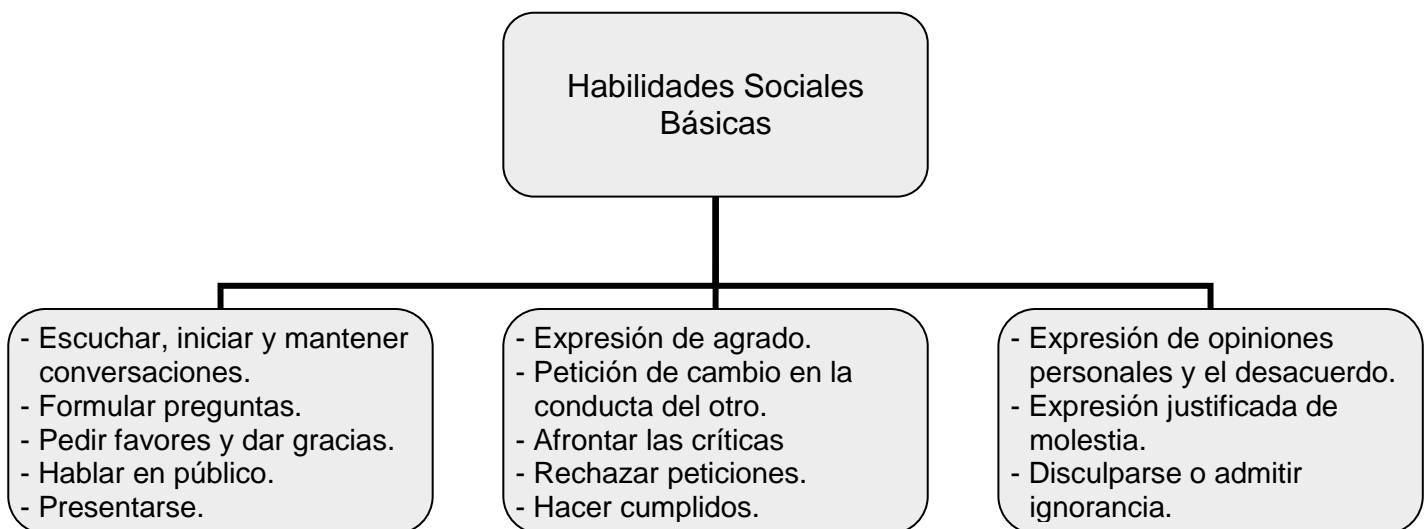 Habilidades Sociales
Básicas
- Escuchar, iniciar y mantener
conversaciones.
- Formular preguntas.
- Pedir favores y dar gracias.
- Hablar en público.
- Presentarse.
- Expresión de agrado.
- Petición de cambio en la
conducta del otro.
- Afrontar las críticas
- Rechazar peticiones.
- Hacer cumplidos.
- Expresión de opiniones
personales y el desacuerdo.
- Expresión justificada de
molestia.
- Disculparse o admitir
ignorancia.